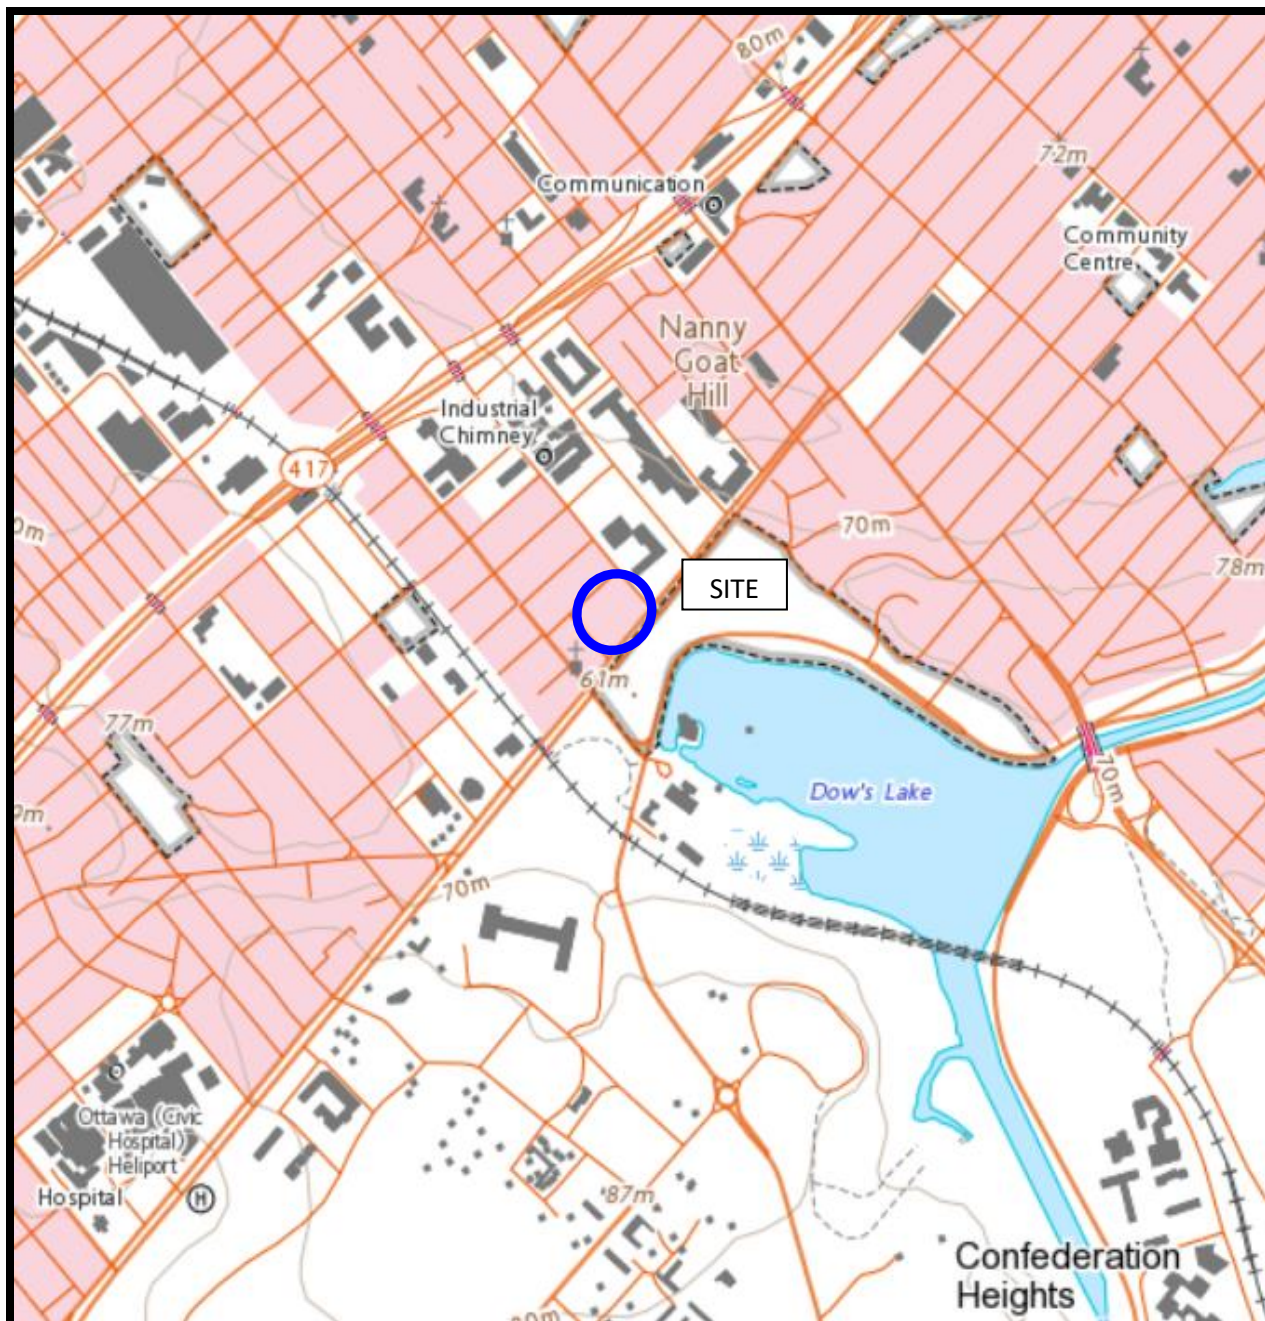 80m
72m
Communication
Community
Centre
Nanny
Goat
Hill
Industrial
Chimney
417
70m
0m
78m
SITE
61m
77m
70m
Dow's Lake
9m
70m
Ottawa (Civic
Hospital)
Heliport
Hospital
H
87m
Confederation
Heights
80m